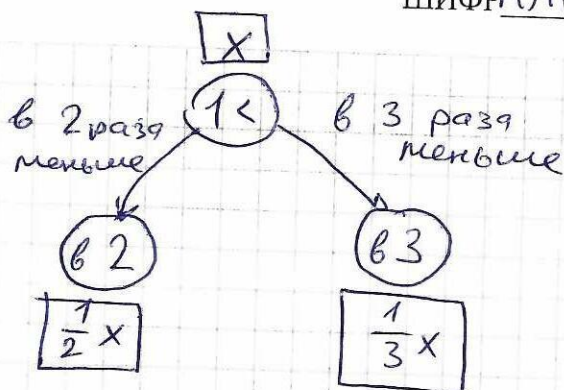 ШИФР
X
1<
в 2 раза
меньше
в 3 раза
меньше
в 2
в 3
1/2 x
1/3 x